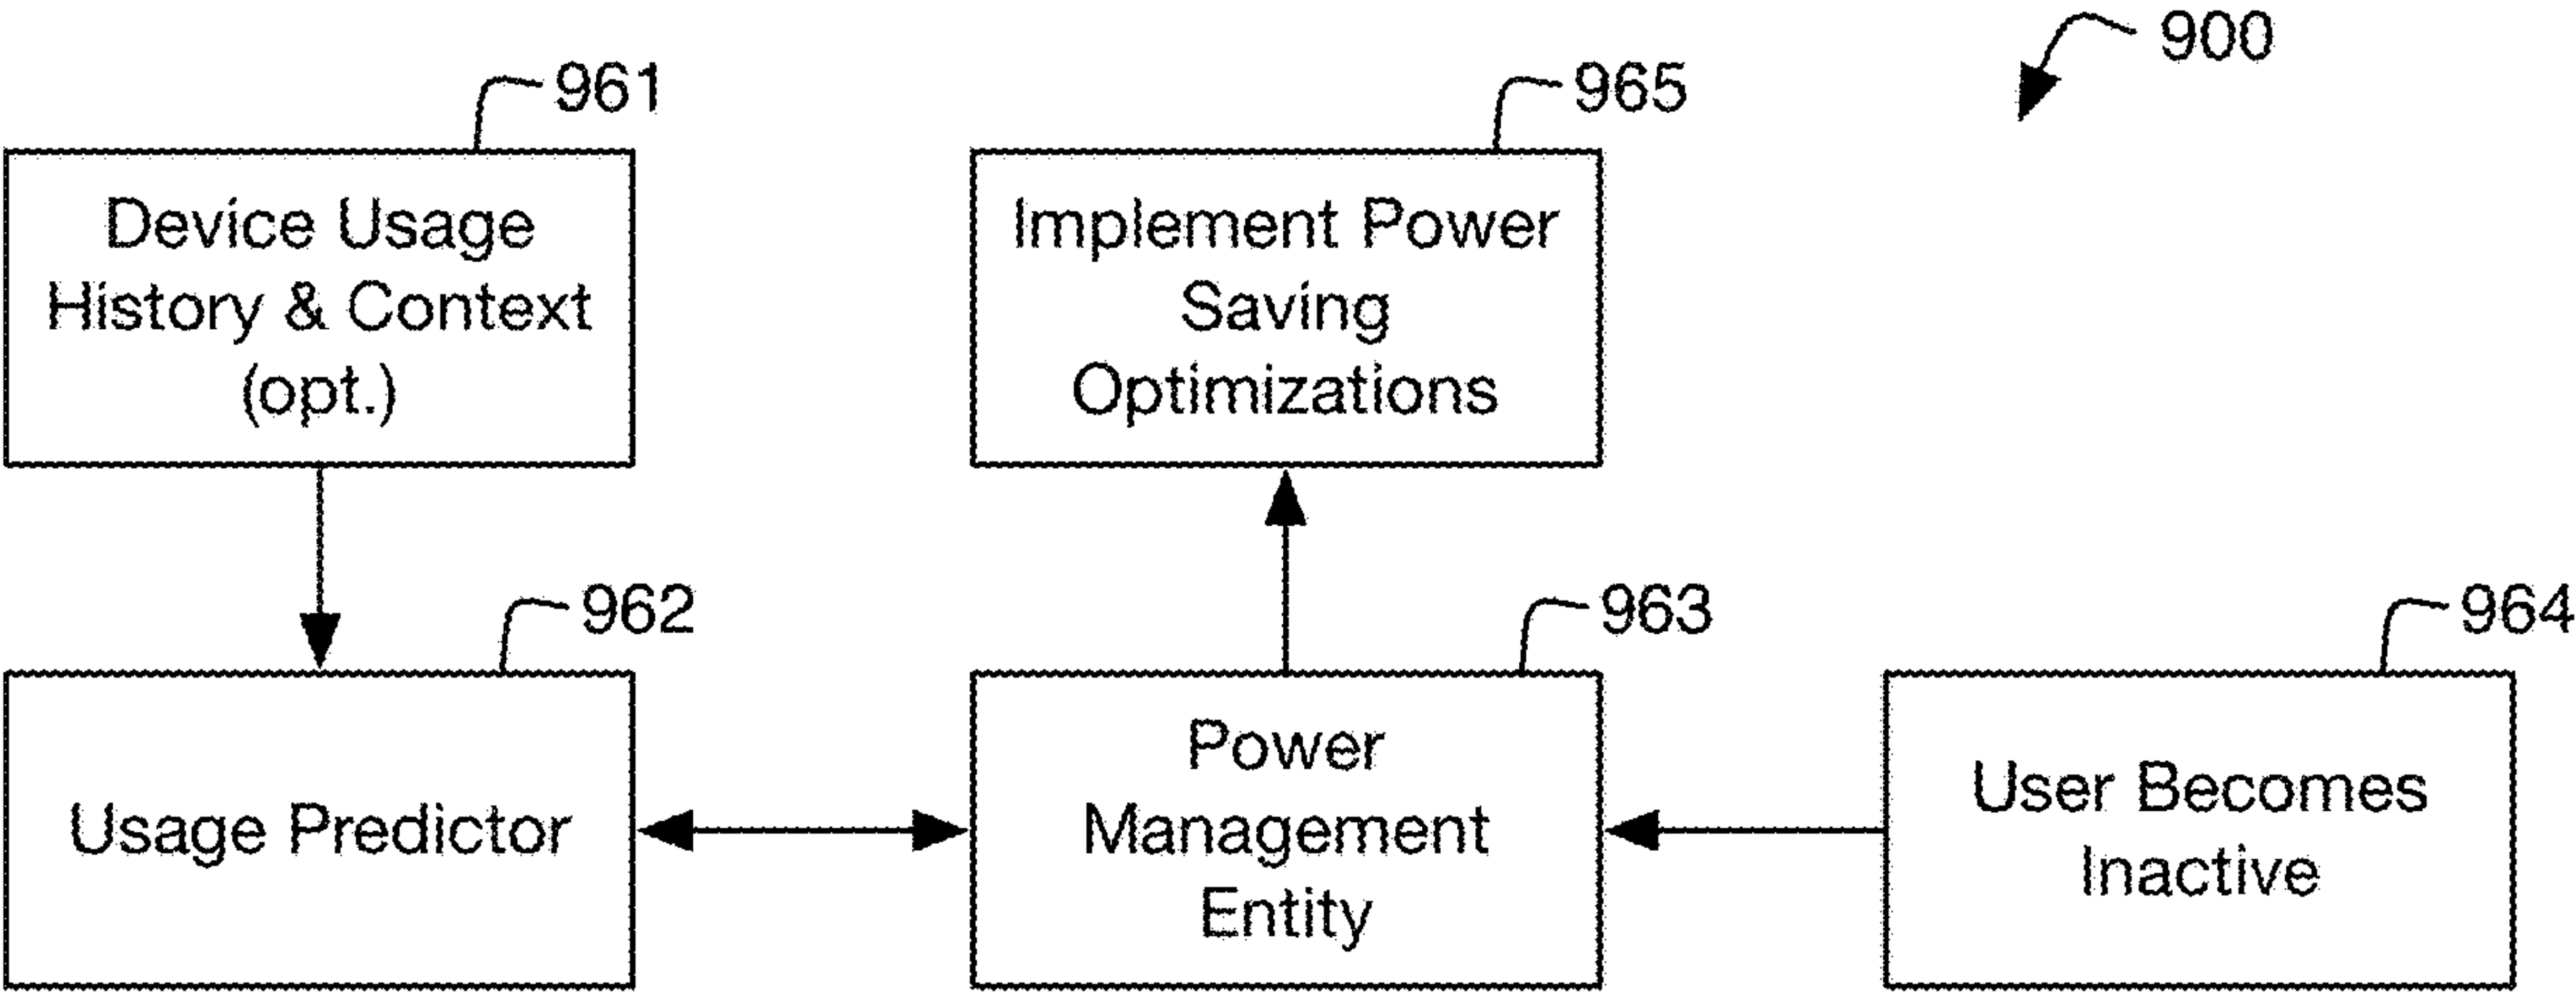 900
961
Device Usage
History & Context
(opt.)
965
Implement Power
Saving
Optimizations
962
Usage Predictor
963
Power
Management
Entity
964
User Becomes
Inactive